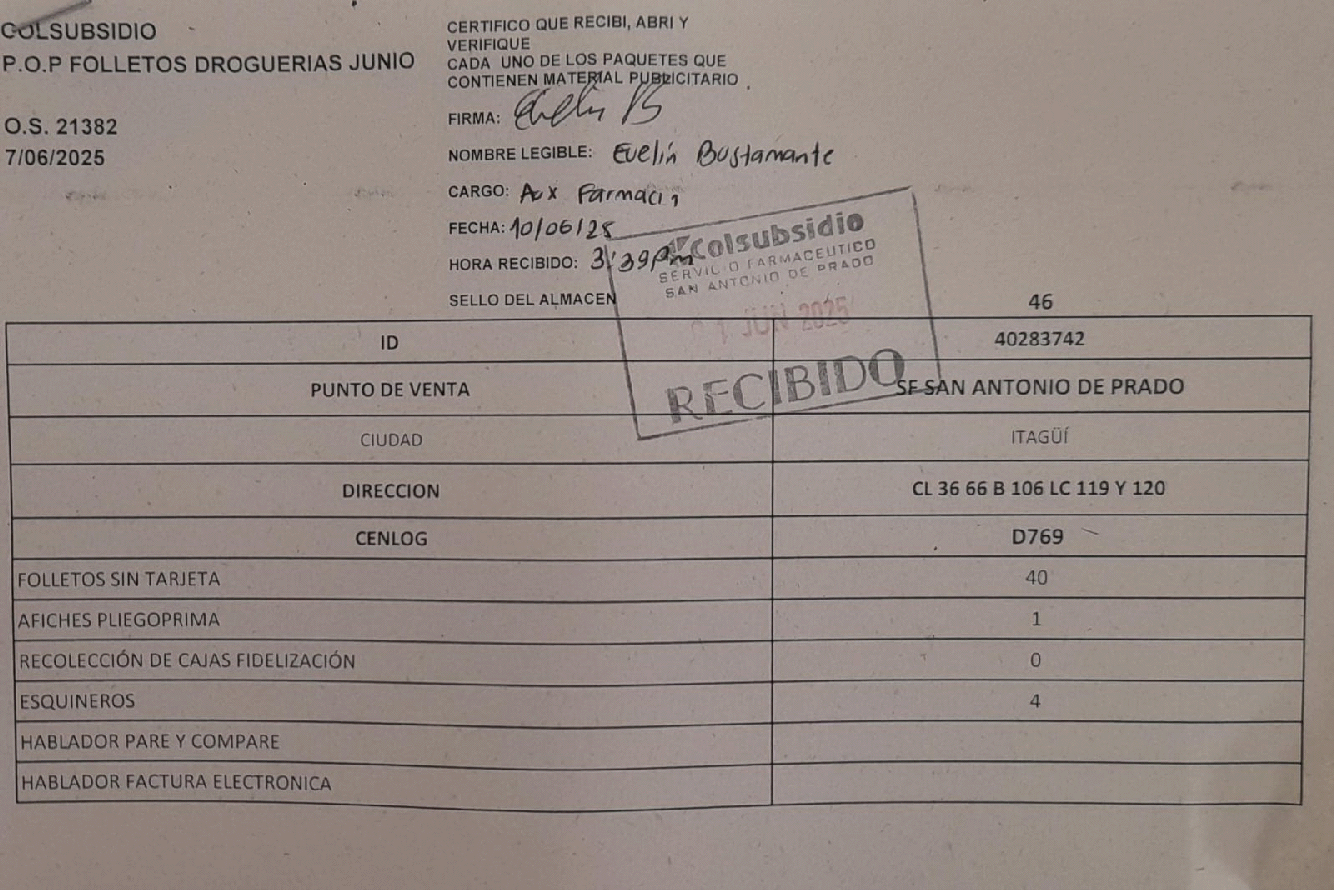 COLSUBSIDIO
P.O.P FOLLETOS DROGUERIAS JUNIO
O.S. 21382
7/06/2025
CERTIFICO QUE RECIBI, ABRI Y
VERIFIQUE
CADA UNO DE LOS PAQUETES QUE
CONTIENEN MATERIAL PUBLICITARIO
FIRMA: Evelin B
NOMBRE LEGIBLE: Evelin Bustamante
CARGO: Aux Farmacia
FECHA: 10/06/25
HORA RECIBIDO: 3:39pm
SELLO DEL ALMACEN
Colsubsidio
SERVICIO FARMACEUTICO
SAN ANTONIO DE PRADO
JUN 2025
RECIBIDO
46
ID 40283742
PUNTO DE VENTA SF SAN ANTONIO DE PRADO
CIUDAD ITAGÜÍ
DIRECCION CL 36 66 B 106 LC 119 Y 120
CENLOG D769
FOLLETOS SIN TARJETA 40
AFICHES PLIEGOPRIMA 1
RECOLECCIÓN DE CAJAS FIDELIZACIÓN 0
ESQUINEROS 4
HABLADOR PARE Y COMPARE
HABLADOR FACTURA ELECTRONICA